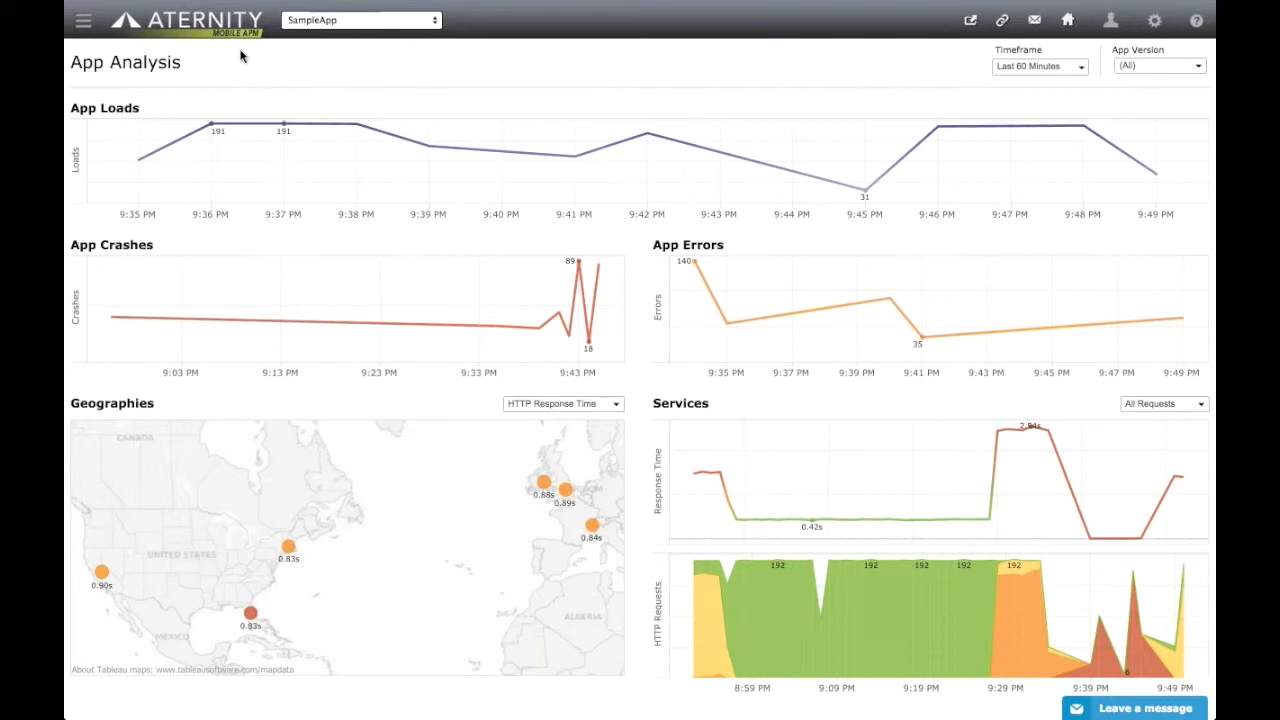 ATERNITY
MOBILE APM
SampleApp
App Analysis
Timeframe
Last 60 Minutes
App Version
(All)
App Loads
Loads
191
191
31
9:35 PM 9:36 PM 9:37 PM 9:38 PM 9:39 PM 9:40 PM 9:41 PM 9:42 PM 9:43 PM 9:44 PM 9:45 PM 9:46 PM 9:47 PM 9:48 PM 9:49 PM
App Crashes
Crashes
89
18
9:03 PM 9:13 PM 9:23 PM 9:33 PM 9:43 PM
App Errors
Errors
140
35
9:35 PM 9:37 PM 9:39 PM 9:41 PM 9:43 PM 9:45 PM 9:47 PM 9:49 PM
Geographies
HTTP Response Time
CANADA
UNITED STATES
MEXICO
ALGERIA
0.88s
0.89s
0.84s
0.83s
0.90s
0.83s
About Tableau maps: www.tableausoftware.com/mapdata
Services
All Requests
Response Time
2.94s
0.42s
HTTP Requests
192 192 192 192 192
6
8:59 PM 9:09 PM 9:19 PM 9:29 PM 9:39 PM 9:49 PM
Leave a message